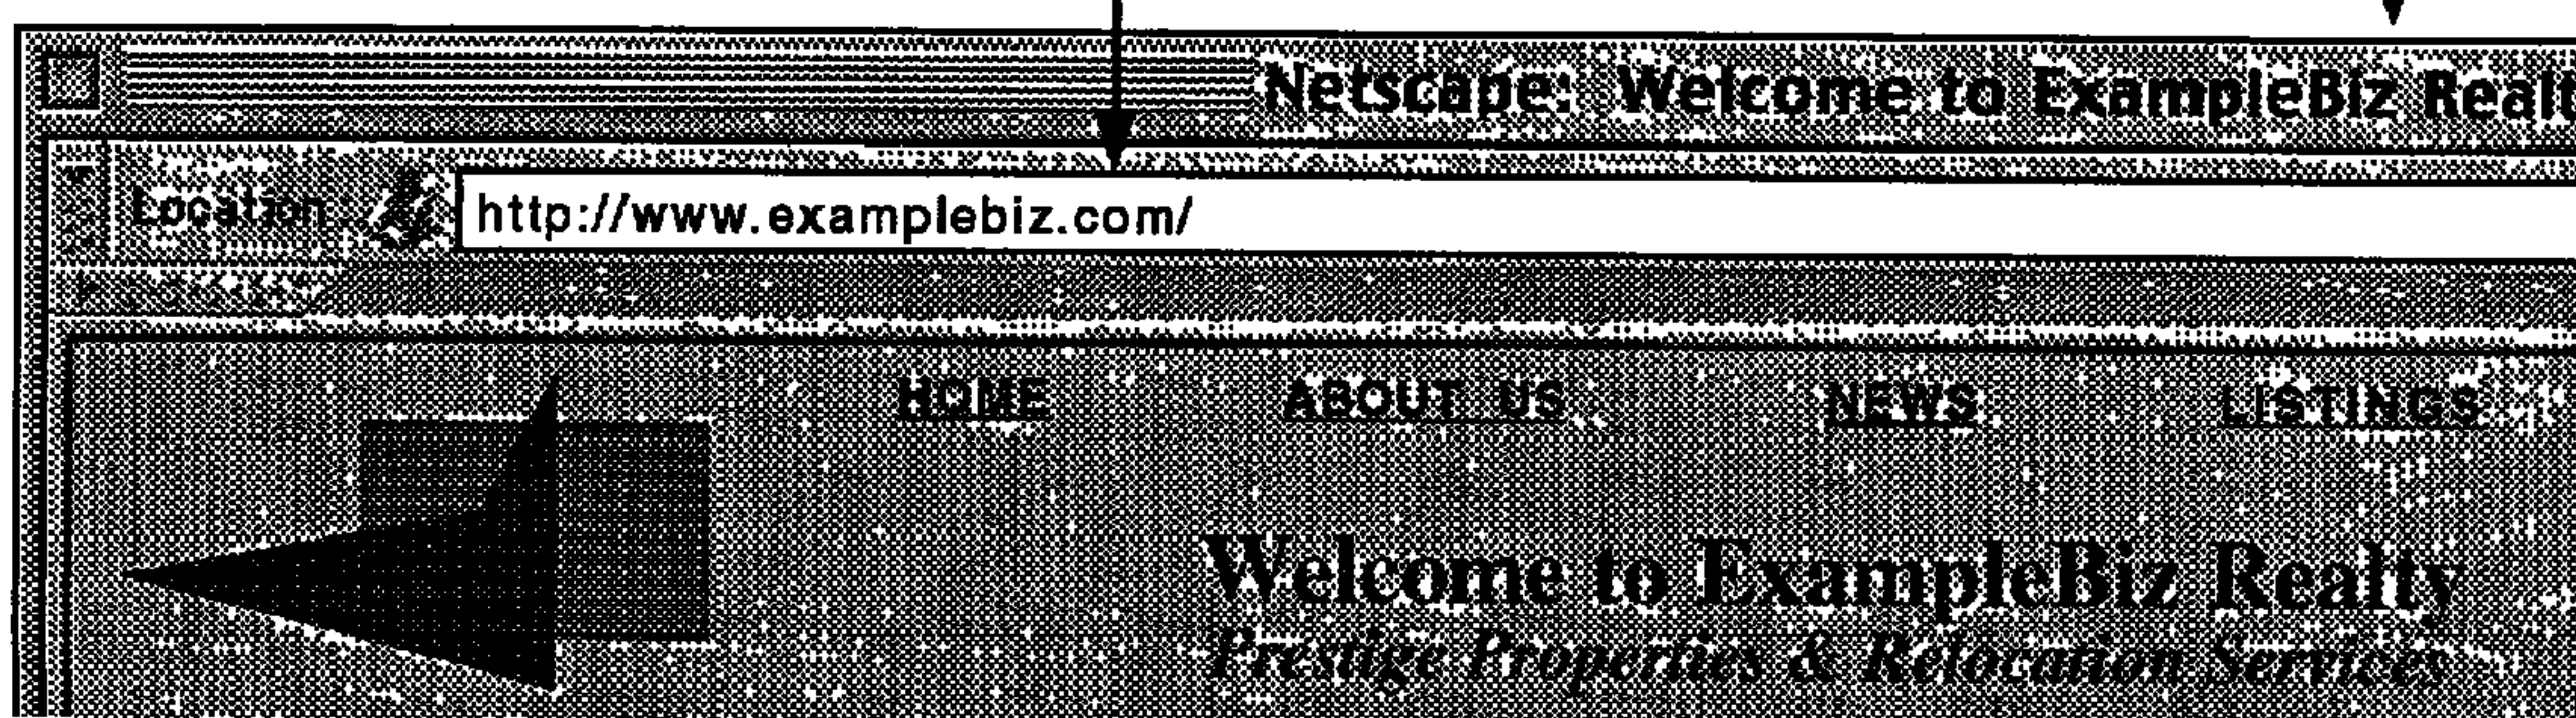 Netscape: Welcome to ExampleBiz Realt
Location http://www.examplebiz.com/
HOME ABOUT US NEWS LISTINGS
Welcome to ExampleBiz Realty
Prestige Properties & Relocation Services